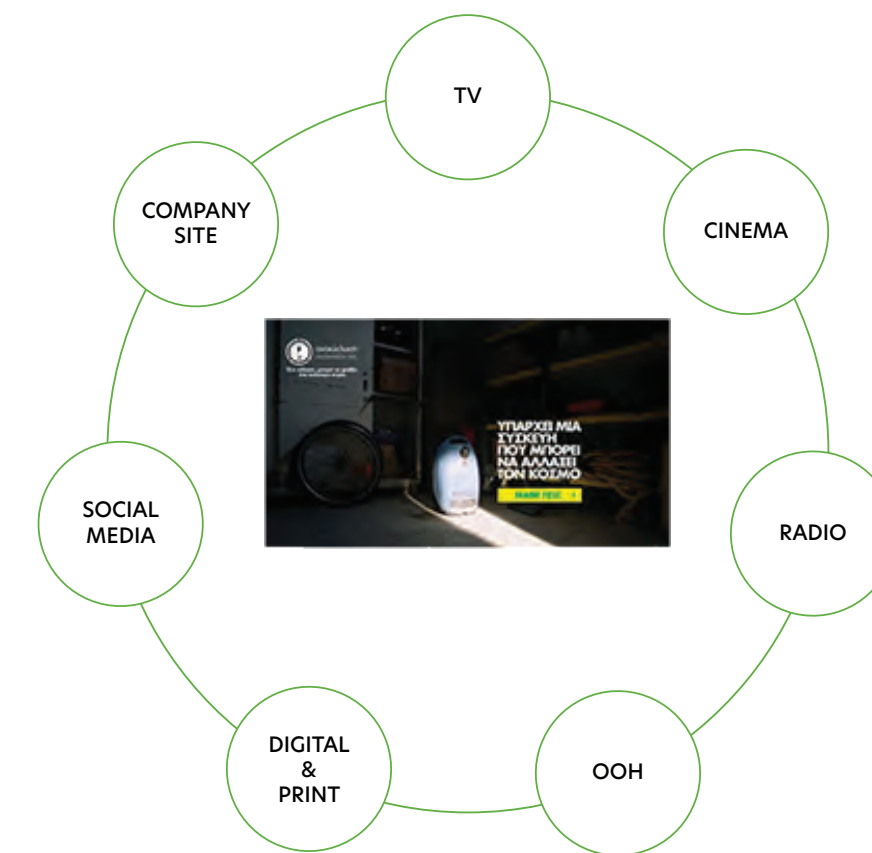 TV
CINEMA
COMPANY
SITE
ΥΠΑΡΧΕΙ ΜΙΑ
ΣΥΣΚΕΥΗ
ΠΟΥ ΜΠΟΡΕΙ
ΝΑ ΑΛΛΑΞΕΙ
ΤΟΝ ΚΟΣΜΟ
SOCIAL
MEDIA
RADIO
DIGITAL
&
PRINT
OOH